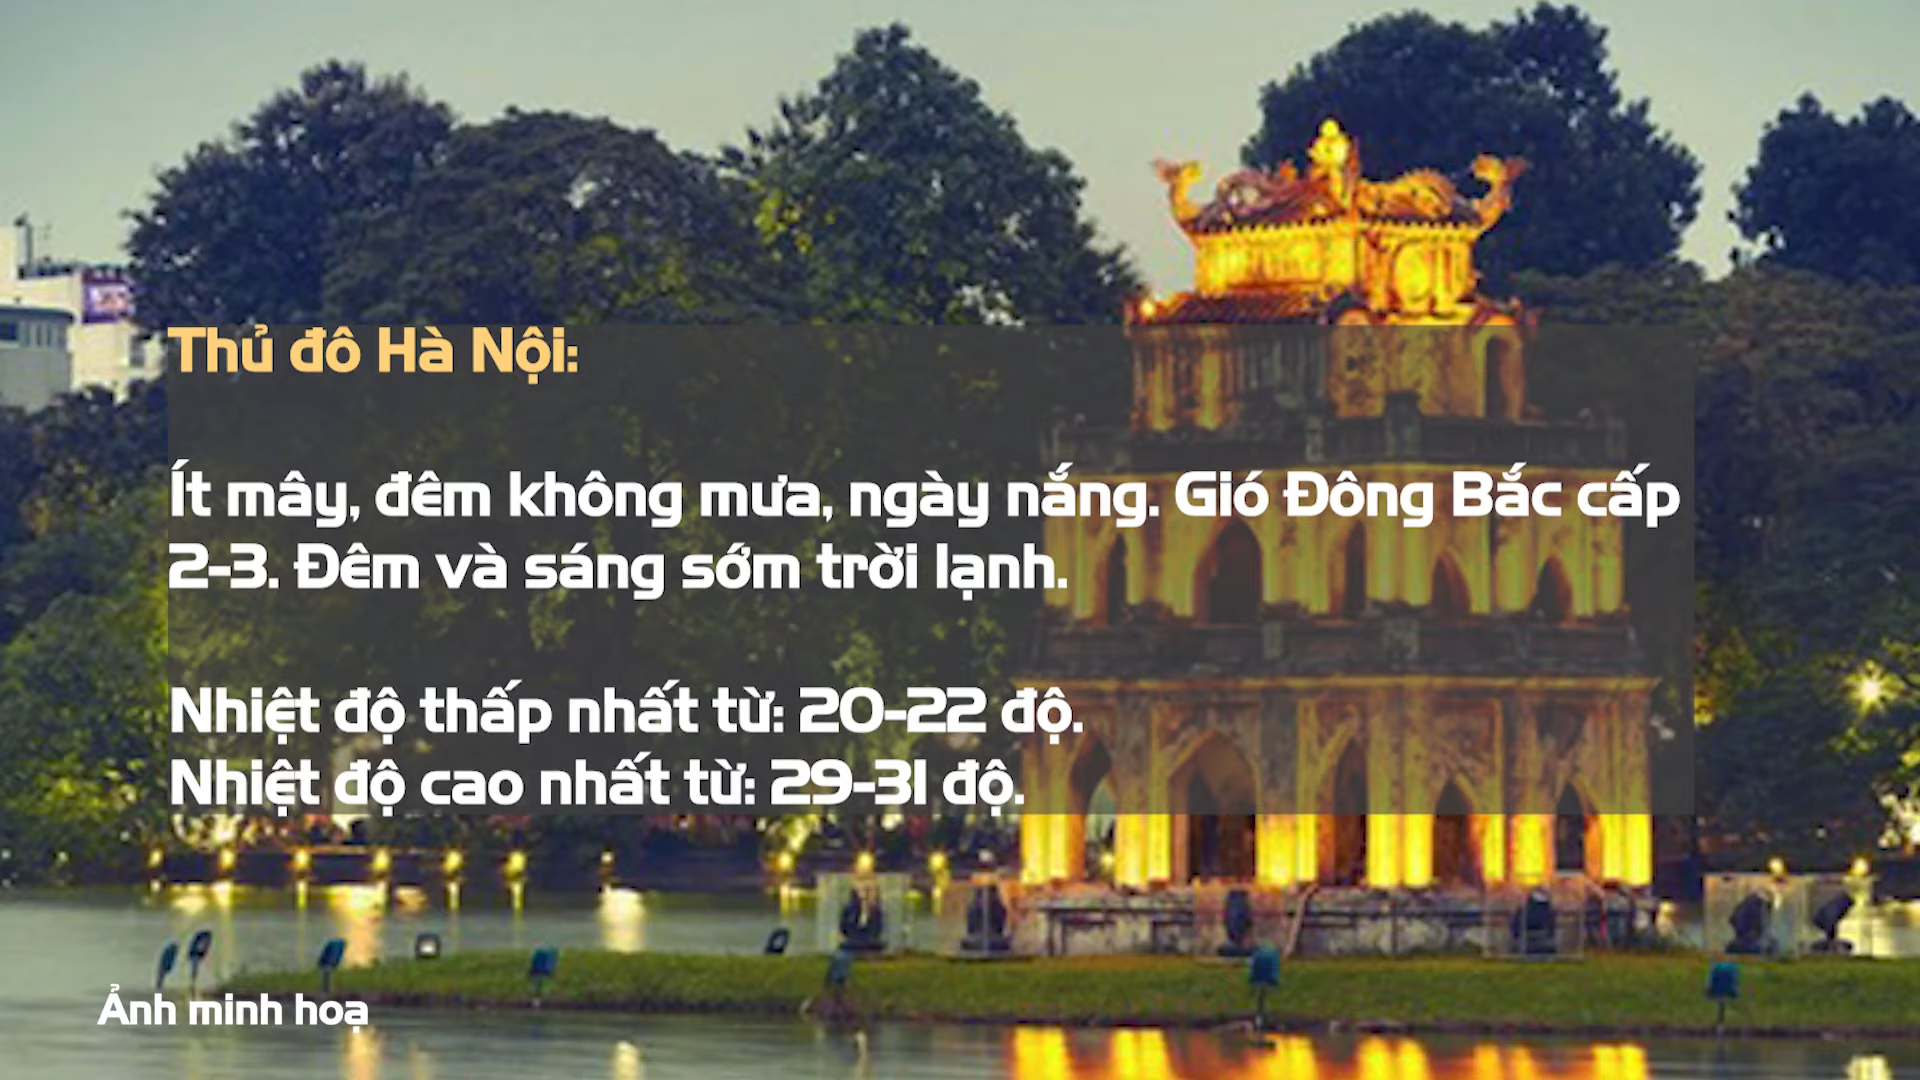 Thủ đô Hà Nội:
Ít mây, đêm không mưa, ngày nắng. Gió Đông Bắc cấp
2-3. Đêm và sáng sớm trời lạnh.
Nhiệt độ thấp nhất từ: 20-22 độ.
Nhiệt độ cao nhất từ: 29-31 độ.
Ảnh minh hoạ